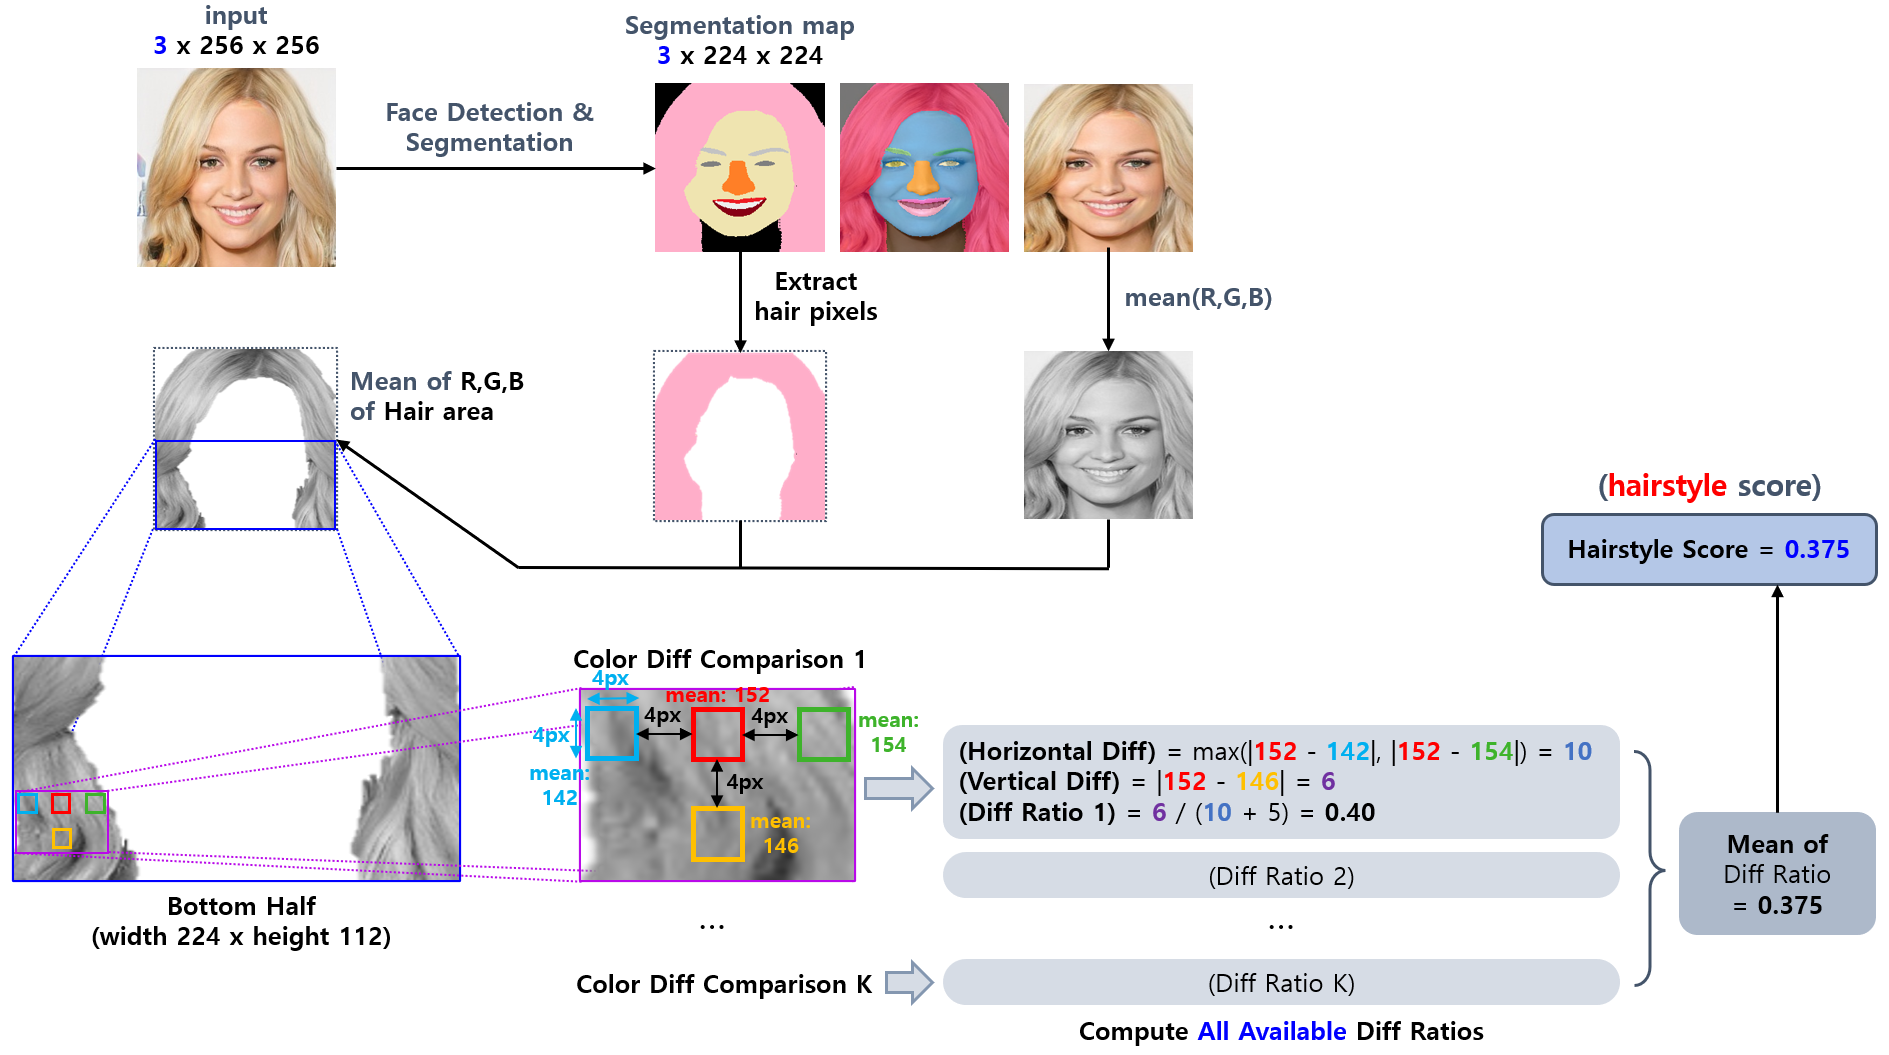 input
3 x 256 x 256
Segmentation map
3 x 224 x 224
Face Detection &
Segmentation
Extract
hair pixels
mean(R,G,B)
Mean of R,G,B
of Hair area
(hairstyle score)
Hairstyle Score = 0.375
Color Diff Comparison 1
4px
mean: 152
4px
4px
4px
mean:
154
mean:
142
4px
mean:
146
(Horizontal Diff) = max(|152 - 142|, |152 - 154|) = 10
(Vertical Diff) = |152 - 146| = 6
(Diff Ratio 1) = 6 / (10 + 5) = 0.40
(Diff Ratio 2)
Mean of
Diff Ratio
= 0.375
Bottom Half
(width 224 x height 112)
...
...
Color Diff Comparison K
(Diff Ratio K)
Compute All Available Diff Ratios